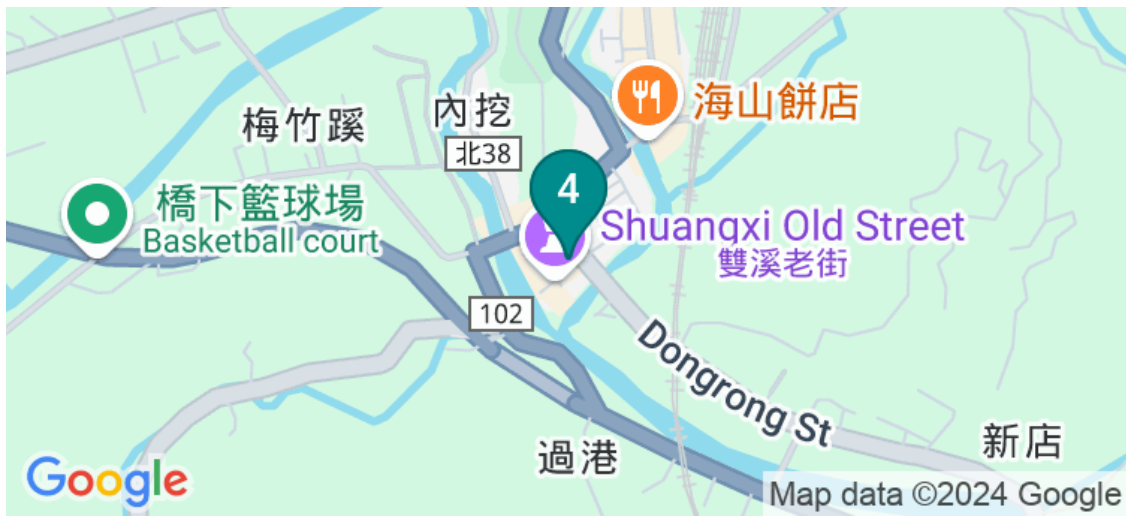 內挖
海山餅店
梅竹蹊
北38
4
橋下籃球場
Basketball court
Shuangxi Old Street
雙溪老街
102
Dongrong St
新店
過港
Google
Map data ©2024 Google